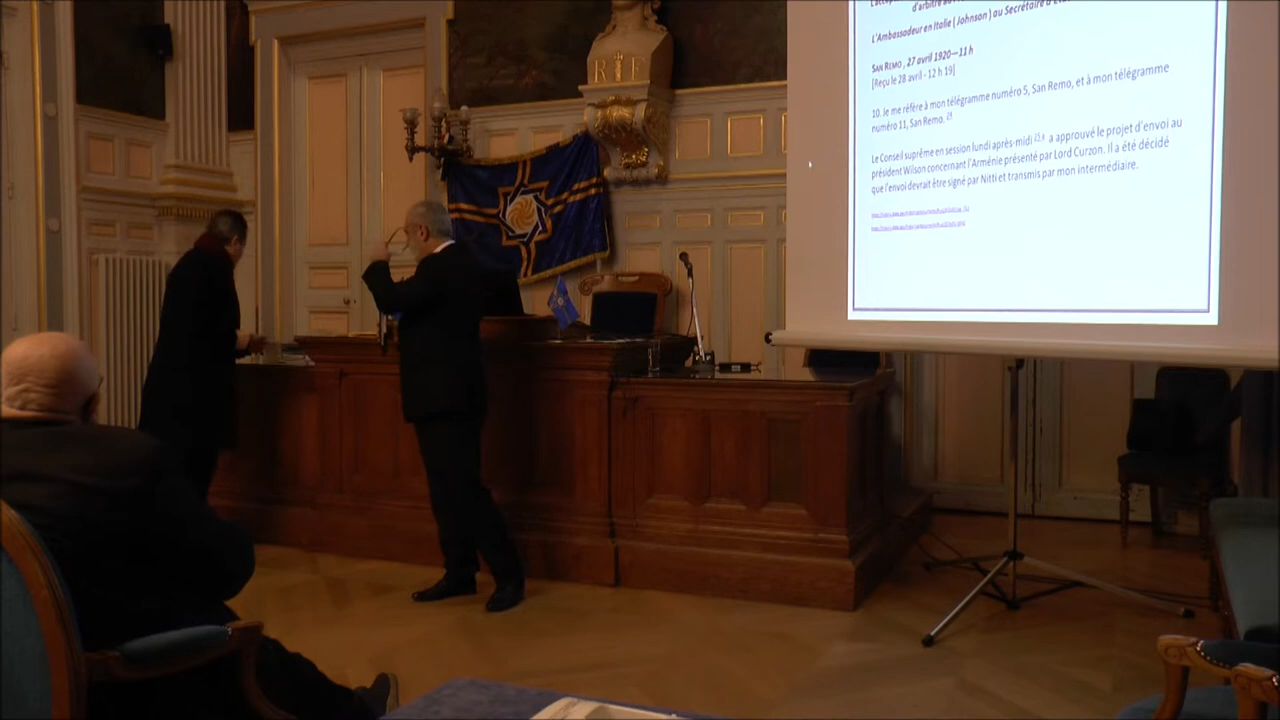 RF
d'arbitre au
L'Ambassadeur en Italie ( Johnson ) au Secrétaire d'
SAN REMO , 27 avril 1920—11 h
[Reçu le 28 avril - 12 h 19]
10. Je me réfère à mon télégramme numéro 5, San Remo, et à mon télégramme
numéro 11, San Remo.
Le Conseil suprême en session lundi après-midi a approuvé le projet d'envoi au
président Wilson concernant l'Arménie présenté par Lord Curzon. Il a été décidé
que l'envoi devrait être signé par Nitti et transmis par mon intermédiaire.